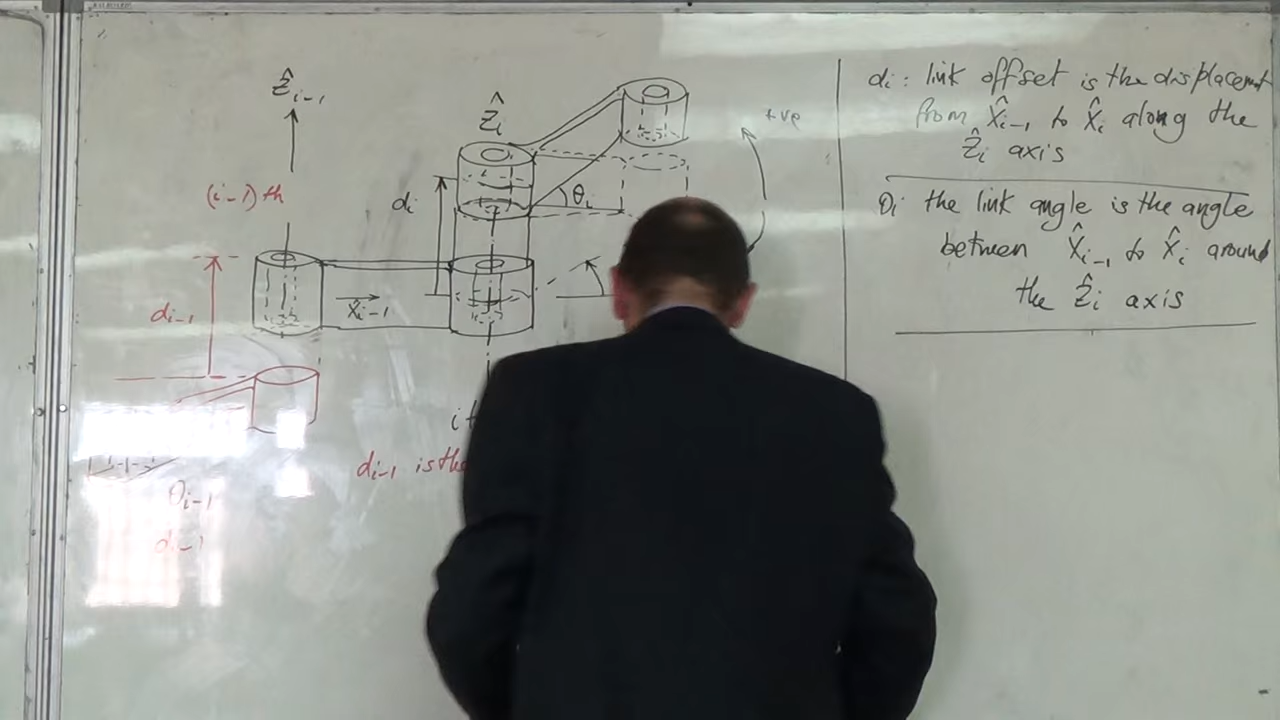 Ẑi-1
Ẑi
+ve
(i-1)th
di
θi
di-1
X̂i-1
di-1 is the
θi-1
di-1
di: link offset is the displacement
from X̂i-1 to X̂i along the
Ẑi axis
θi the link angle is the angle
between X̂i-1 to X̂i around
the Ẑi axis